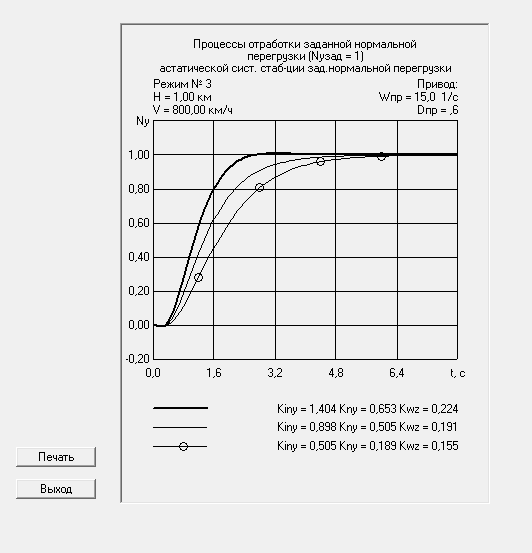 Процессы отработки заданной нормальной
перегрузки (Nyзад = 1)
астатической сист. стаб-ции зад.нормальной перегрузки
Режим № 3 Привод:
H = 1,00 км Wпр = 15,0 1/с
V = 800,00 км/ч Dпр = ,6
Ny
1,00
0,80
0,60
0,40
0,20
0,00
-0,20
0,0 1,6 3,2 4,8 6,4 t, c
Kiny = 1,404 Kny = 0,653 Kwz = 0,224
Kiny = 0,898 Kny = 0,505 Kwz = 0,191
Kiny = 0,505 Kny = 0,189 Kwz = 0,155
Печать
Выход